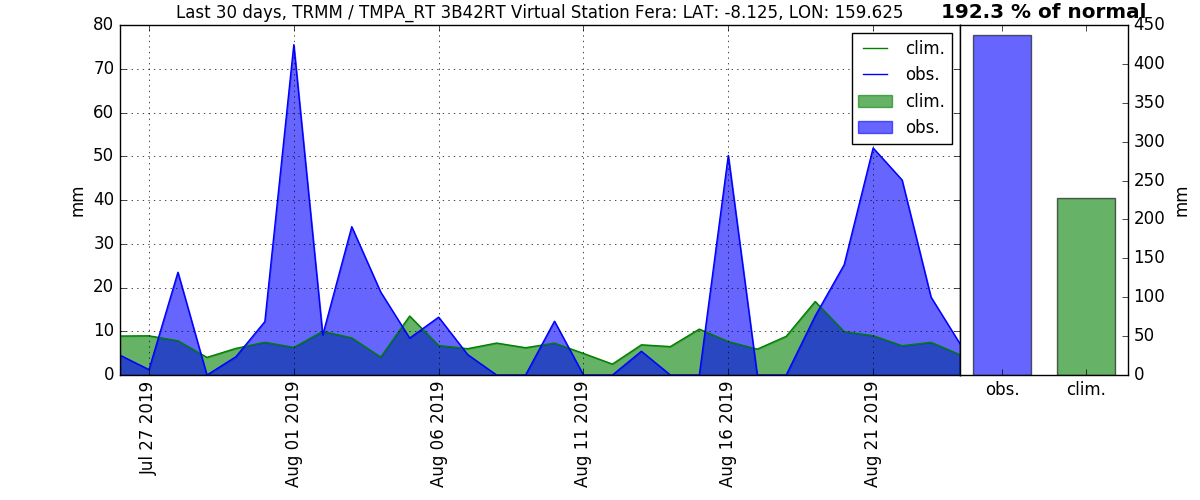 Last 30 days, TRMM / TMPA_RT 3B42RT Virtual Station Fera: LAT: -8.125, LON: 159.625
192.3 % of normal
80
70
60
50
40
30
20
10
0
mm
clim.
obs.
clim.
obs.
Jul 27 2019
Aug 01 2019
Aug 06 2019
Aug 11 2019
Aug 16 2019
Aug 21 2019
450
400
350
300
250
200
150
100
50
0
mm
obs.
clim.